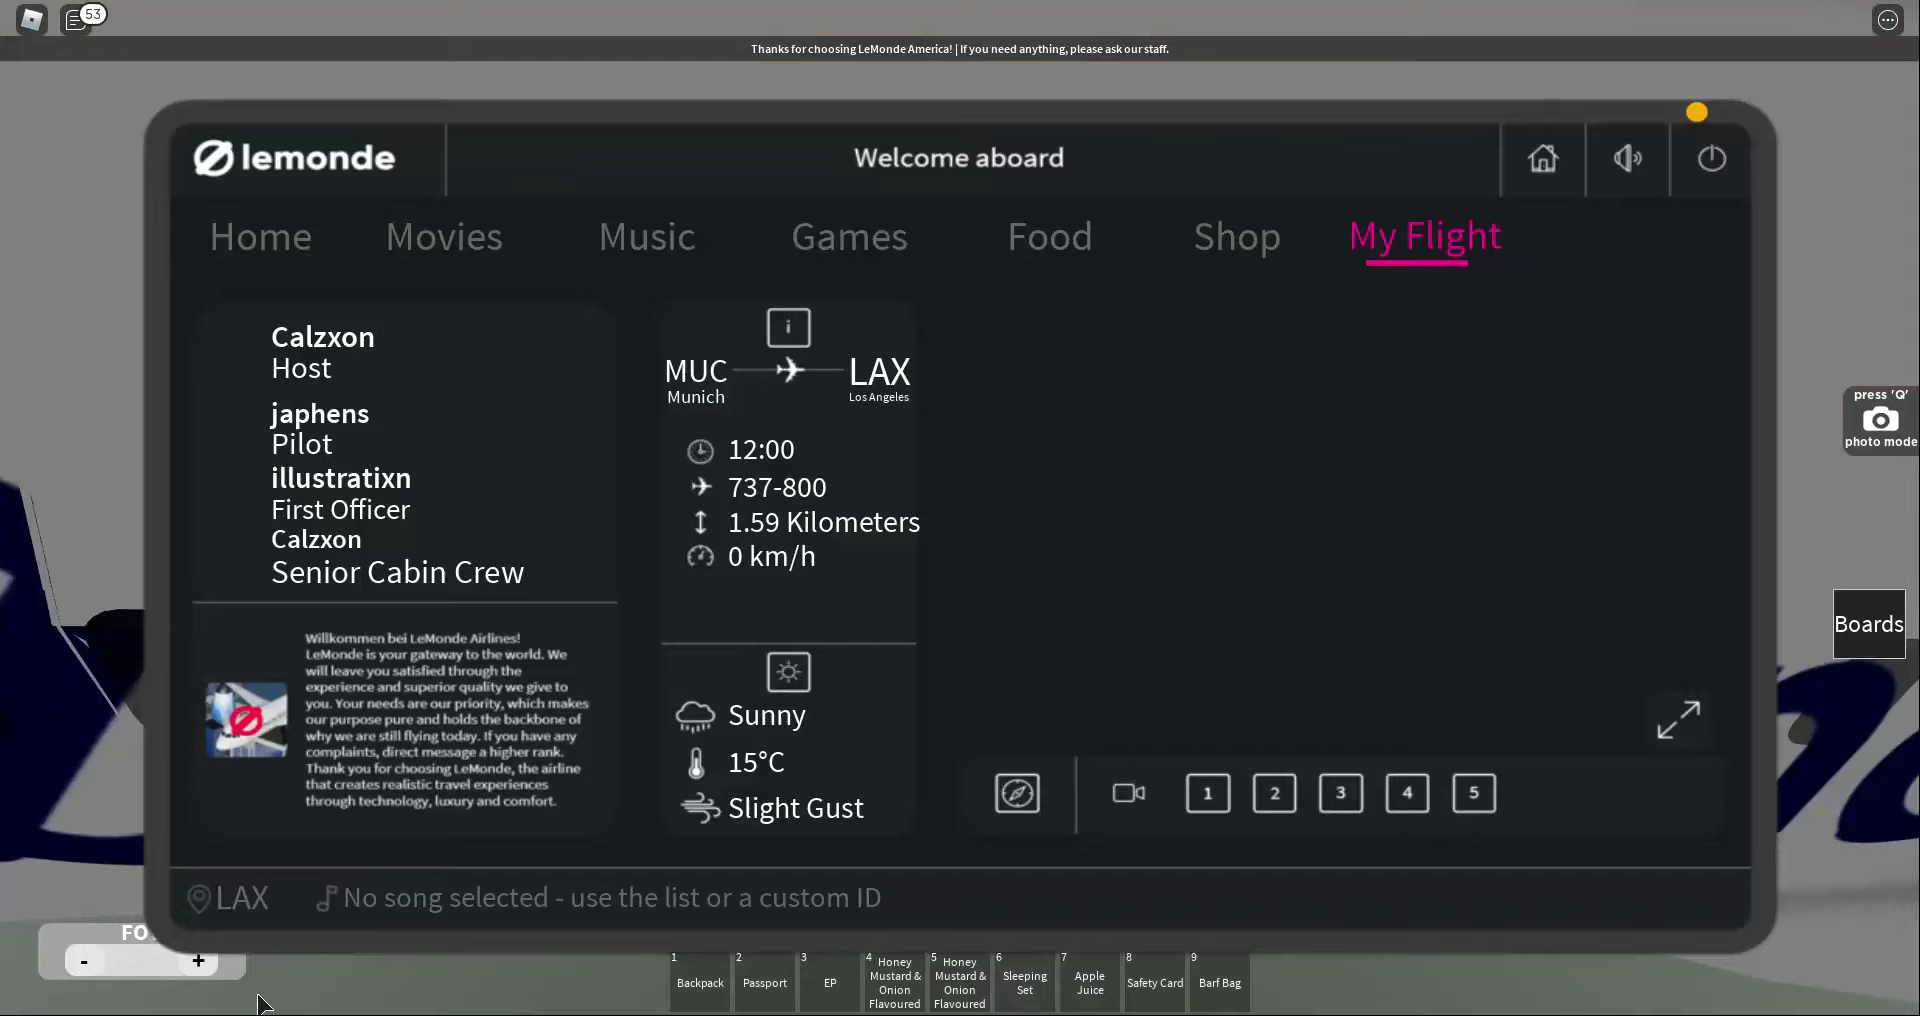 53
Thanks for choosing LeMonde America! | If you need anything, please ask our staff.
lemonde
Welcome aboard
Home
Movies
Music
Games
Food
Shop
My Flight
Calzxon
Host
japhens
Pilot
illustratixn
First Officer
Calzxon
Senior Cabin Crew
Willkommen bei LeMonde Airlines!
LeMonde is your gateway to the world. We
will leave you satisfied through the
experience and superior quality we give to
you. Your needs are our priority, which makes
our purpose pure and holds the backbone of
why we are still flying today. If you have any
complaints, direct message a higher rank.
Thank you for choosing LeMonde, the airline
that creates realistic travel experiences
through technology, luxury and comfort.
i
MUC
LAX
Munich
Los Angeles
12:00
737-800
1.59 Kilometers
0 km/h
Sunny
15°C
Slight Gust
1
2
3
4
5
press 'Q'
photo mode
Boards
LAX
No song selected - use the list or a custom ID
FO
-
+
1
Backpack
2
Passport
3
EP
4
Honey
Mustard &
Onion
Flavoured
5
Honey
Mustard &
Onion
Flavoured
6
Sleeping
Set
7
Apple
Juice
8
Safety Card
9
Barf Bag